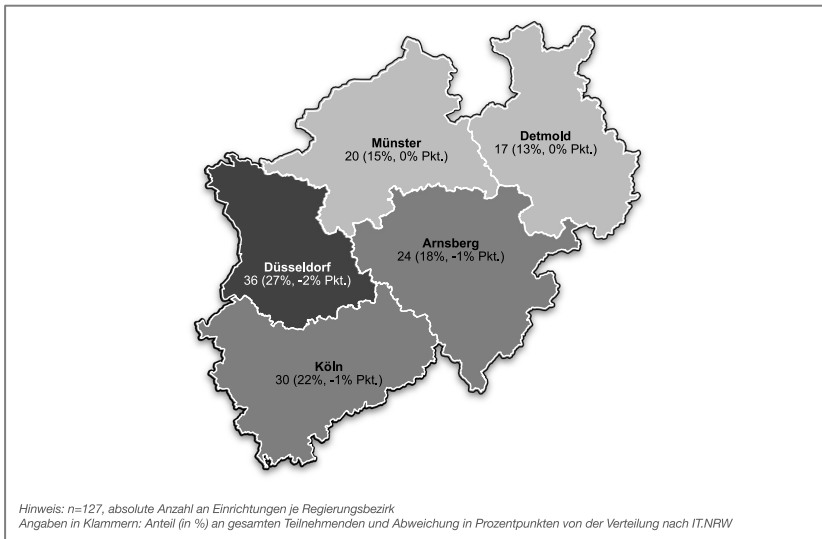 Münster
20 (15%, 0% Pkt.)
Detmold
17 (13%, 0% Pkt.)
Arnsberg
24 (18%, -1% Pkt.)
Düsseldorf
36 (27%, -2% Pkt.)
Köln
30 (22%, -1% Pkt.)
Hinweis: n=127, absolute Anzahl an Einrichtungen je Regierungsbezirk
Angaben in Klammern: Anteil (in %) an gesamten Teilnehmenden und Abweichung in Prozentpunkten von der Verteilung nach IT.NRW